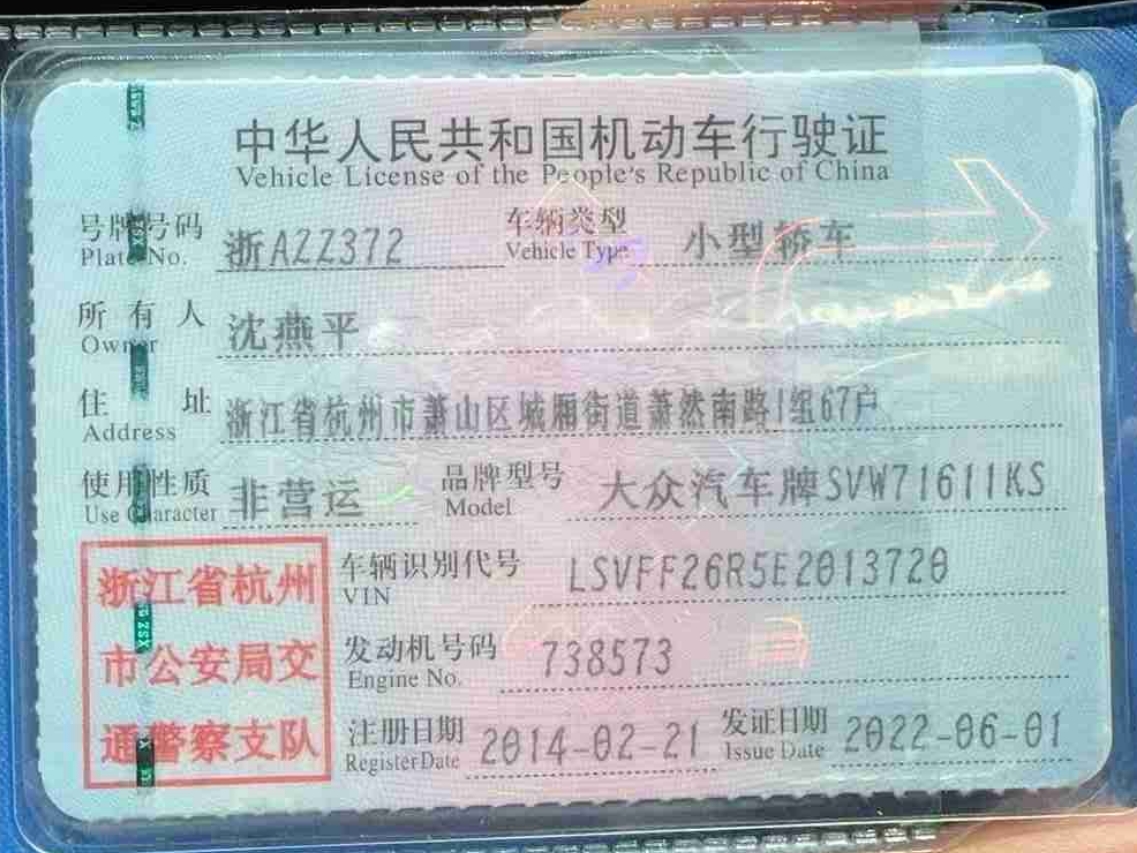 中华人民共和国机动车行驶证
Vehicle License of the People's Republic of China
号牌号码 浙AZZ372 车辆类型 小型轿车
Plate No. Vehicle Type
所有人 沈燕平
Owner
住址 浙江省杭州市萧山区城厢街道萧然南路1组67户
Address
使用性质 非营运 品牌型号 大众汽车牌SVW71611KS
Use Character Model
浙江省杭州
市公安局交
通警察支队
车辆识别代号 LSVFF26R5E2013720
VIN
发动机号码 738573
Engine No.
注册日期 2014-02-21 发证日期 2022-06-01
Register Date Issue Date